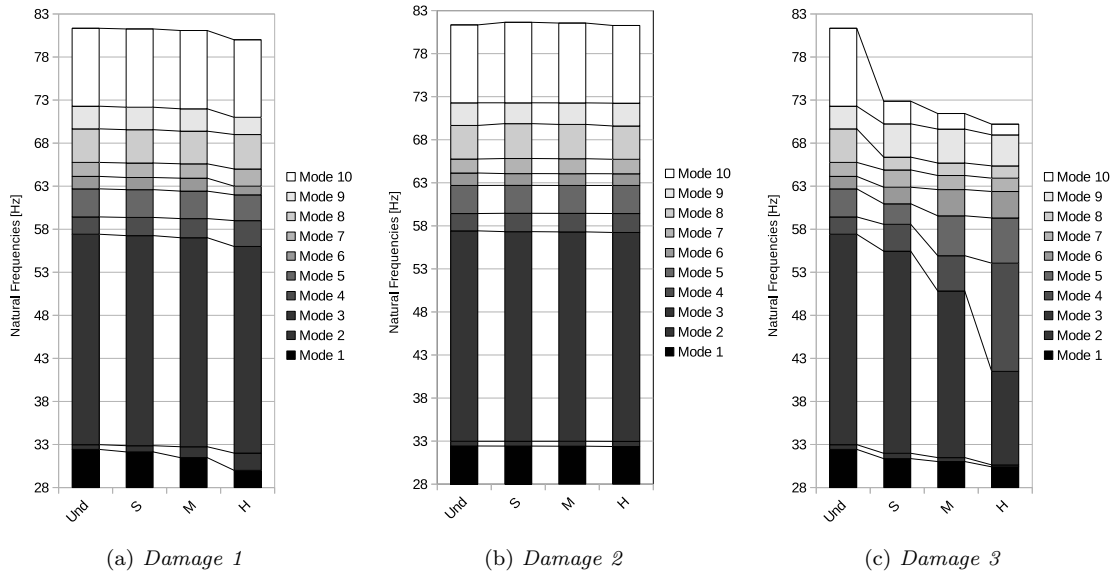 Natural Frequencies [Hz]
83
78
73
68
63
58
53
48
43
38
33
28
Und
S
M
H
Mode 10
Mode 9
Mode 8
Mode 7
Mode 6
Mode 5
Mode 4
Mode 3
Mode 2
Mode 1
(a) Damage 1
Natural Frequencies [Hz]
83
78
73
68
63
58
53
48
43
38
33
28
Und
S
M
H
Mode 10
Mode 9
Mode 8
Mode 7
Mode 6
Mode 5
Mode 4
Mode 3
Mode 2
Mode 1
(b) Damage 2
Natural Frequencies [Hz]
83
78
73
68
63
58
53
48
43
38
33
28
Und
S
M
H
Mode 10
Mode 9
Mode 8
Mode 7
Mode 6
Mode 5
Mode 4
Mode 3
Mode 2
Mode 1
(c) Damage 3